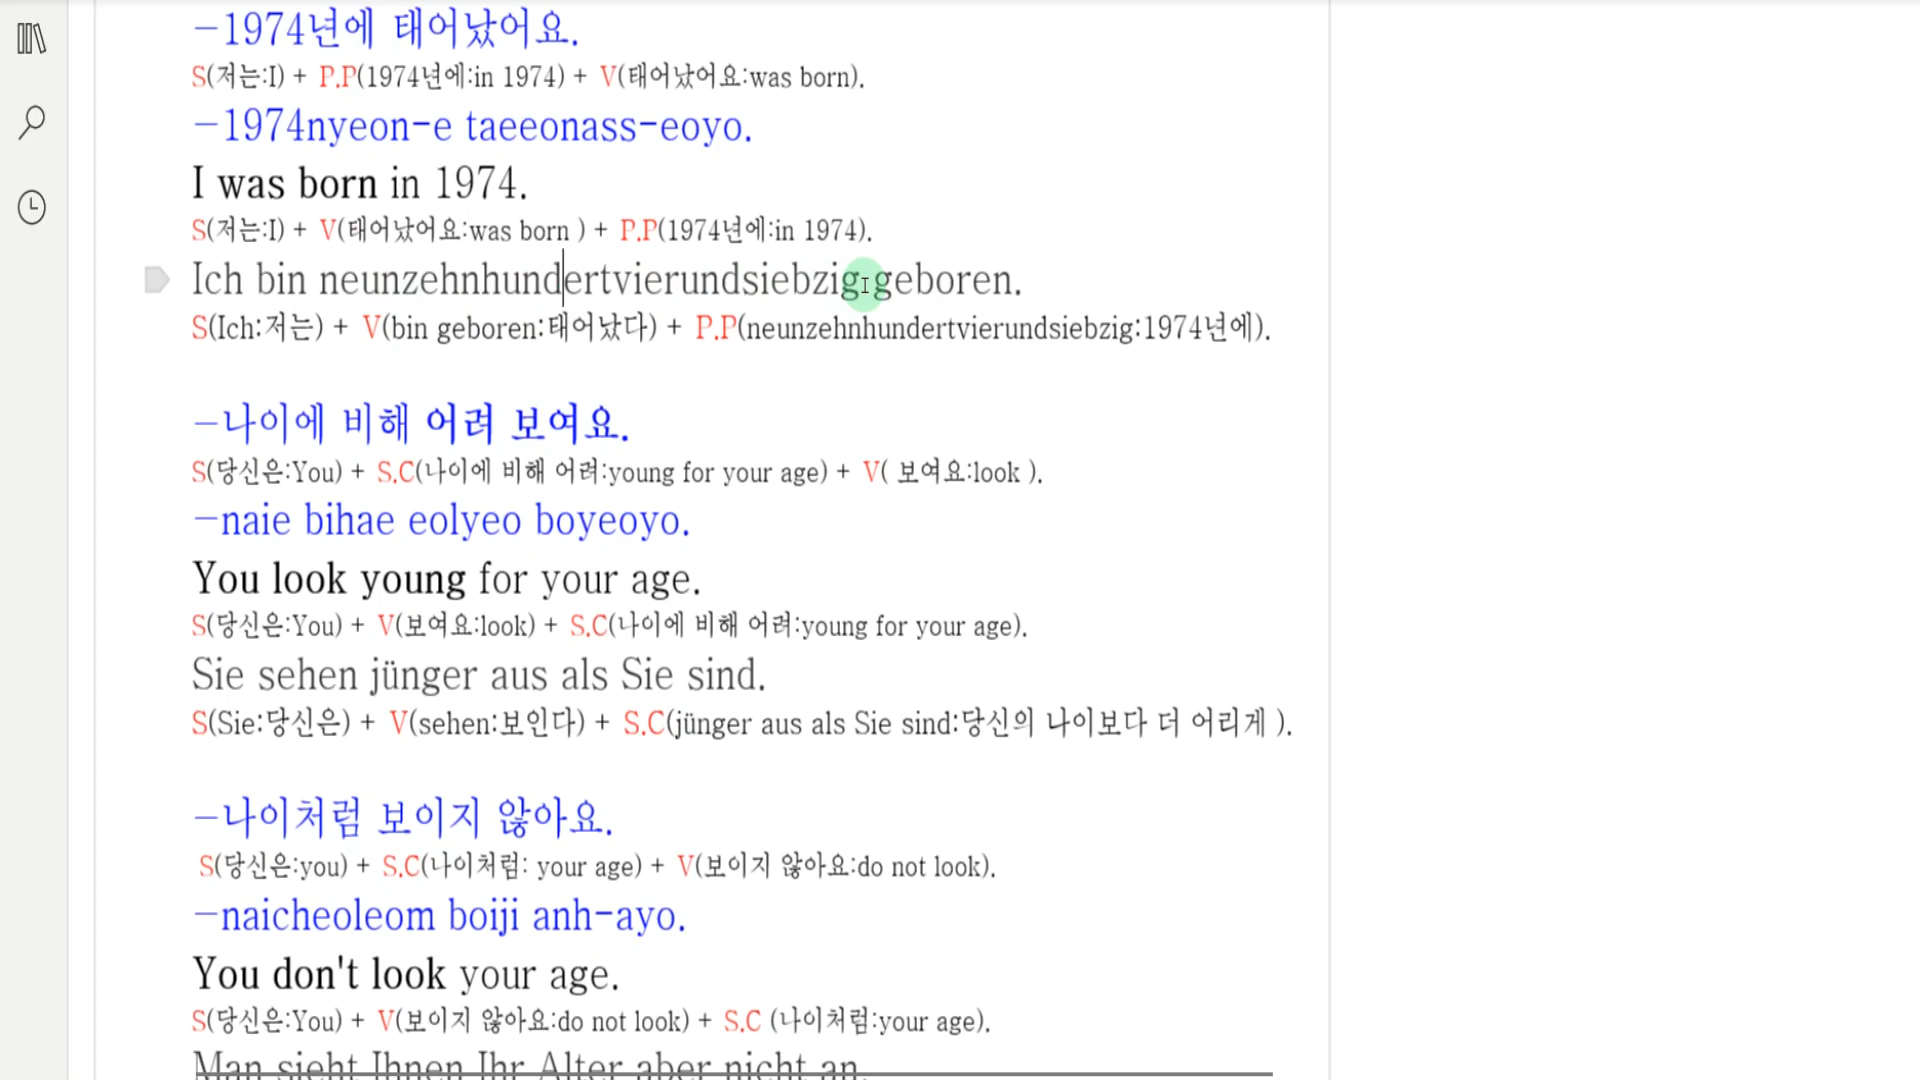 -1974년에 태어났어요.
S(저는:I) + P.P(1974년에:in 1974) + V(태어났어요:was born).
-1974nyeon-e taeeonass-eoyo.
I was born in 1974.
S(저는:I) + V(태어났어요:was born ) + P.P(1974년에:in 1974).
Ich bin neunzehnhundertvierundsiebzig geboren.
S(Ich:저는) + V(bin geboren:태어났다) + P.P(neunzehnhundertvierundsiebzig:1974년에).
-나이에 비해 어려 보여요.
S(당신은:You) + S.C(나이에 비해 어려:young for your age) + V( 보여요:look ).
-naie bihae eolyeo boyeoyo.
You look young for your age.
S(당신은:You) + V(보여요:look) + S.C(나이에 비해 어려:young for your age).
Sie sehen jünger aus als Sie sind.
S(Sie:당신은) + V(sehen:보인다) + S.C(jünger aus als Sie sind:당신의 나이보다 더 어리게 ).
-나이처럼 보이지 않아요.
S(당신은:you) + S.C(나이처럼: your age) + V(보이지 않아요:do not look).
-naicheoleom boiji anh-ayo.
You don't look your age.
S(당신은:You) + V(보이지 않아요:do not look) + S.C (나이처럼:your age).
Man sieht Ihnen Ihr Alter aber nicht an.